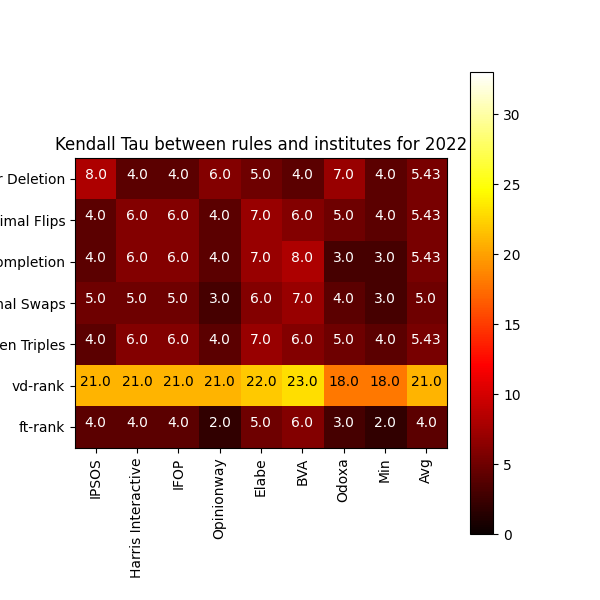 Kendall Tau between rules and institutes for 2022
Deletion 8.0 4.0 4.0 6.0 5.0 4.0 7.0 4.0 5.43
Flips 4.0 6.0 6.0 4.0 7.0 6.0 5.0 4.0 5.43
4.0 6.0 6.0 4.0 7.0 8.0 3.0 3.0 5.43
Swaps 5.0 5.0 5.0 3.0 6.0 7.0 4.0 3.0 5.0
Triples 4.0 6.0 6.0 4.0 7.0 6.0 5.0 4.0 5.43
vd-rank 21.0 21.0 21.0 21.0 22.0 23.0 18.0 18.0 21.0
ft-rank 4.0 4.0 4.0 2.0 5.0 6.0 3.0 2.0 4.0
IPSOS
Harris Interactive
IFOP
Opinionway
Elabe
BVA
Odoxa
Min
Avg
30
25
20
15
10
5
0